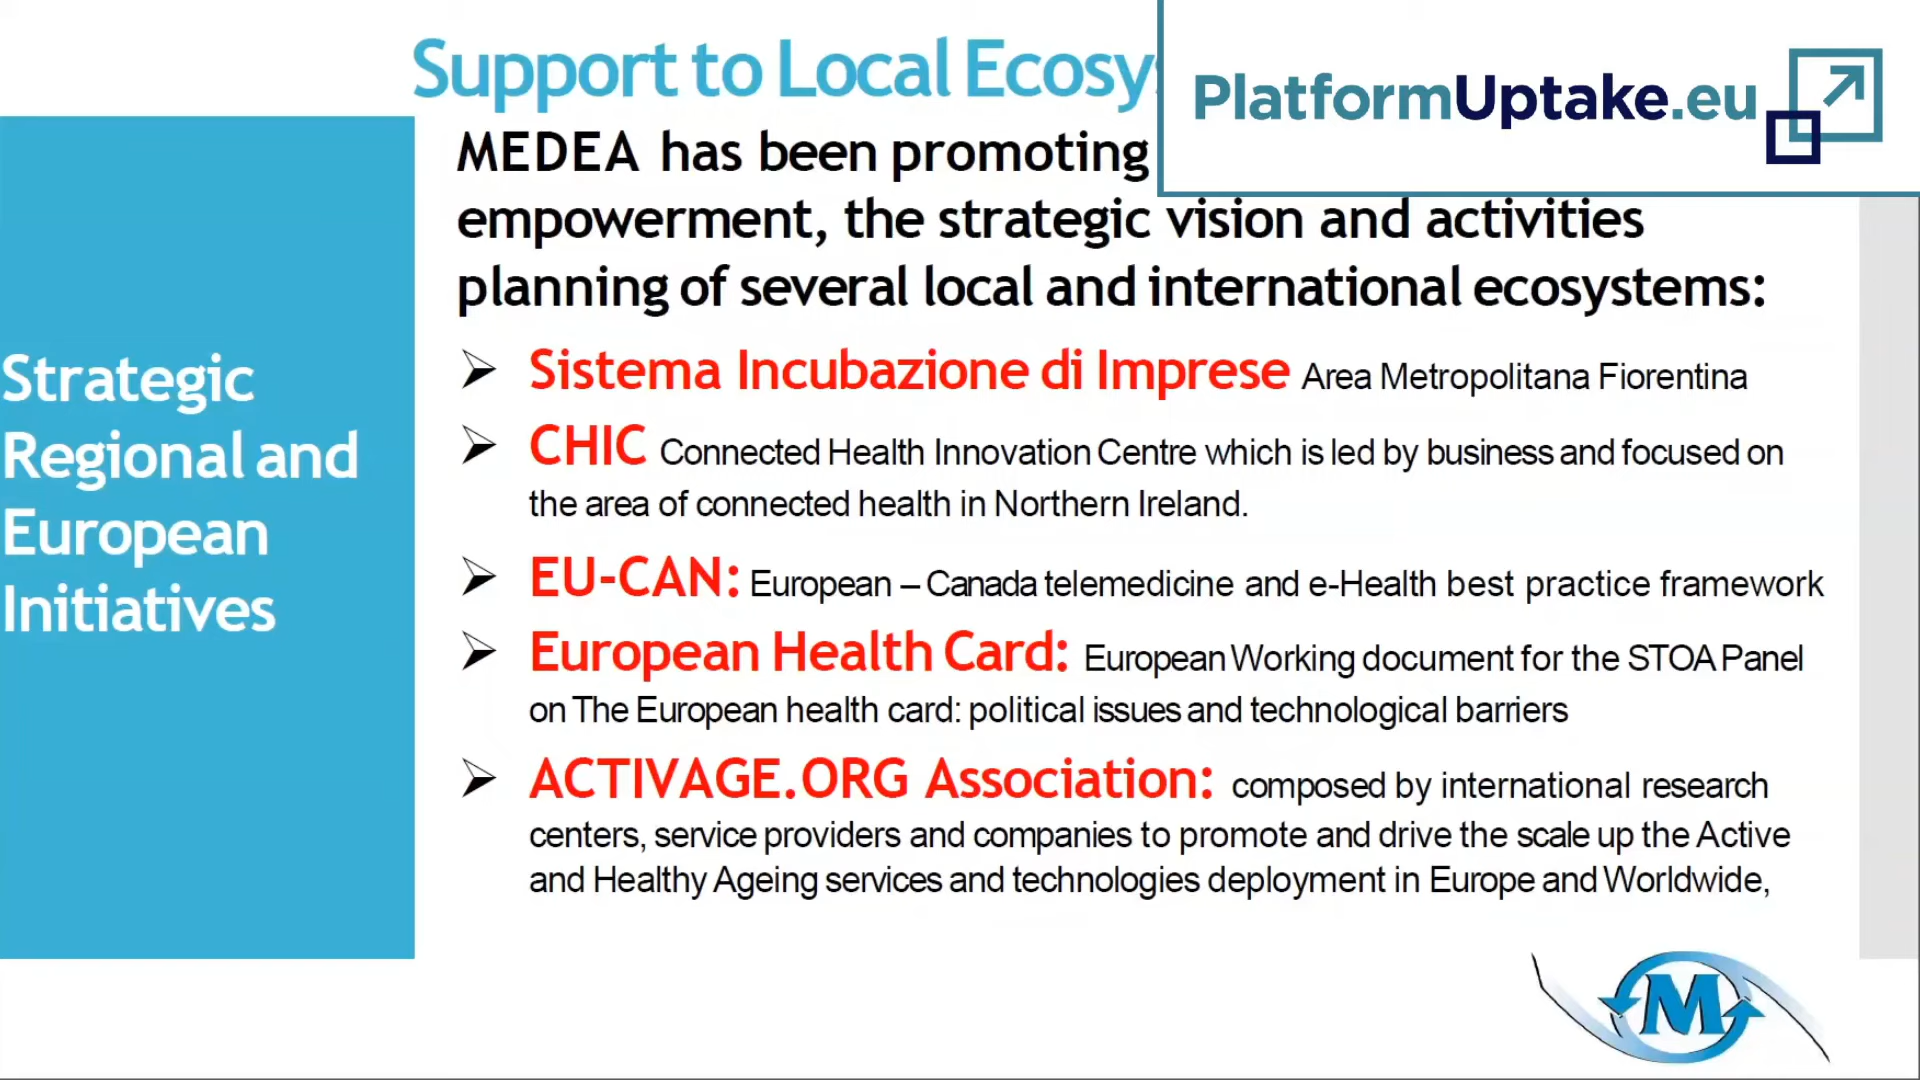 Support to Local Ecosy
PlatformUptake.eu
MEDEA has been promoting
empowerment, the strategic vision and activities
planning of several local and international ecosystems:
Strategic
Regional and
European
Initiatives
➢ Sistema Incubazione di Imprese Area Metropolitana Fiorentina
➢ CHIC Connected Health Innovation Centre which is led by business and focused on
the area of connected health in Northern Ireland.
➢ EU-CAN: European – Canada telemedicine and e-Health best practice framework
➢ European Health Card: European Working document for the STOA Panel
on The European health card: political issues and technological barriers
➢ ACTIVAGE.ORG Association: composed by international research
centers, service providers and companies to promote and drive the scale up the Active
and Healthy Ageing services and technologies deployment in Europe and Worldwide,
M